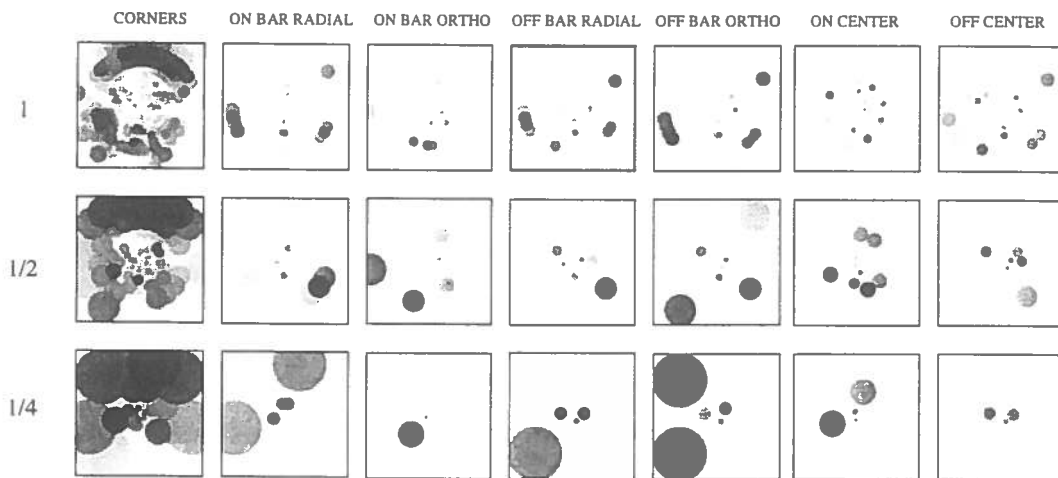 CORNERS ON BAR RADIAL ON BAR ORTHO OFF BAR RADIAL OFF BAR ORTHO ON CENTER OFF CENTER
1
1/2
1/4